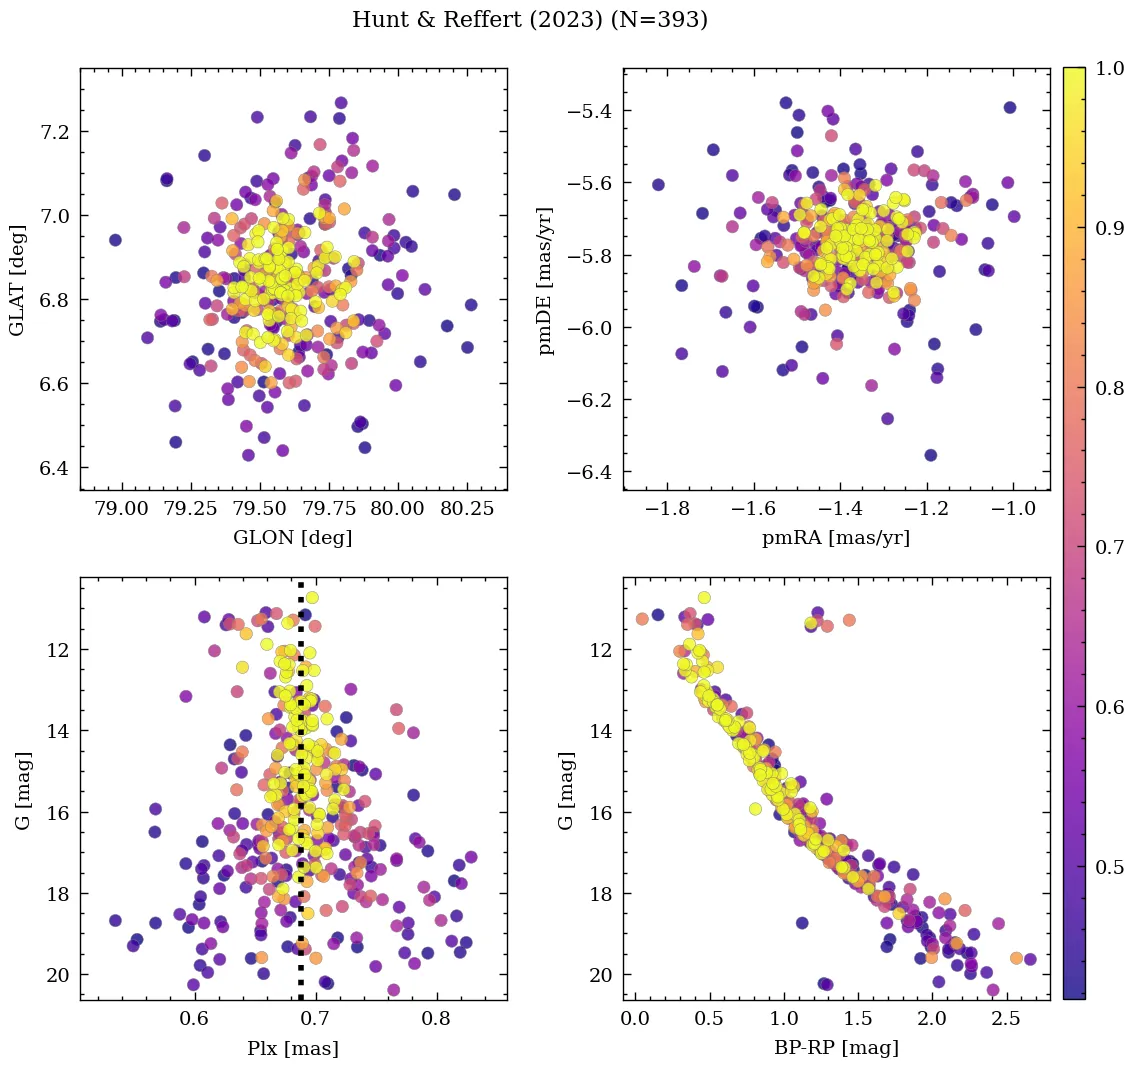 Hunt & Reffert (2023) (N=393)
7.2
7.0
6.8
6.6
6.4
GLAT [deg]
79.00 79.25 79.50 79.75 80.00 80.25
GLON [deg]
−5.4
−5.6
−5.8
−6.0
−6.2
−6.4
pmDE [mas/yr]
−1.8 −1.6 −1.4 −1.2 −1.0
pmRA [mas/yr]
1.0
0.9
0.8
0.7
0.6
0.5
12
14
16
18
20
G [mag]
0.6 0.7 0.8
Plx [mas]
12
14
16
18
20
G [mag]
0.0 0.5 1.0 1.5 2.0 2.5
BP-RP [mag]